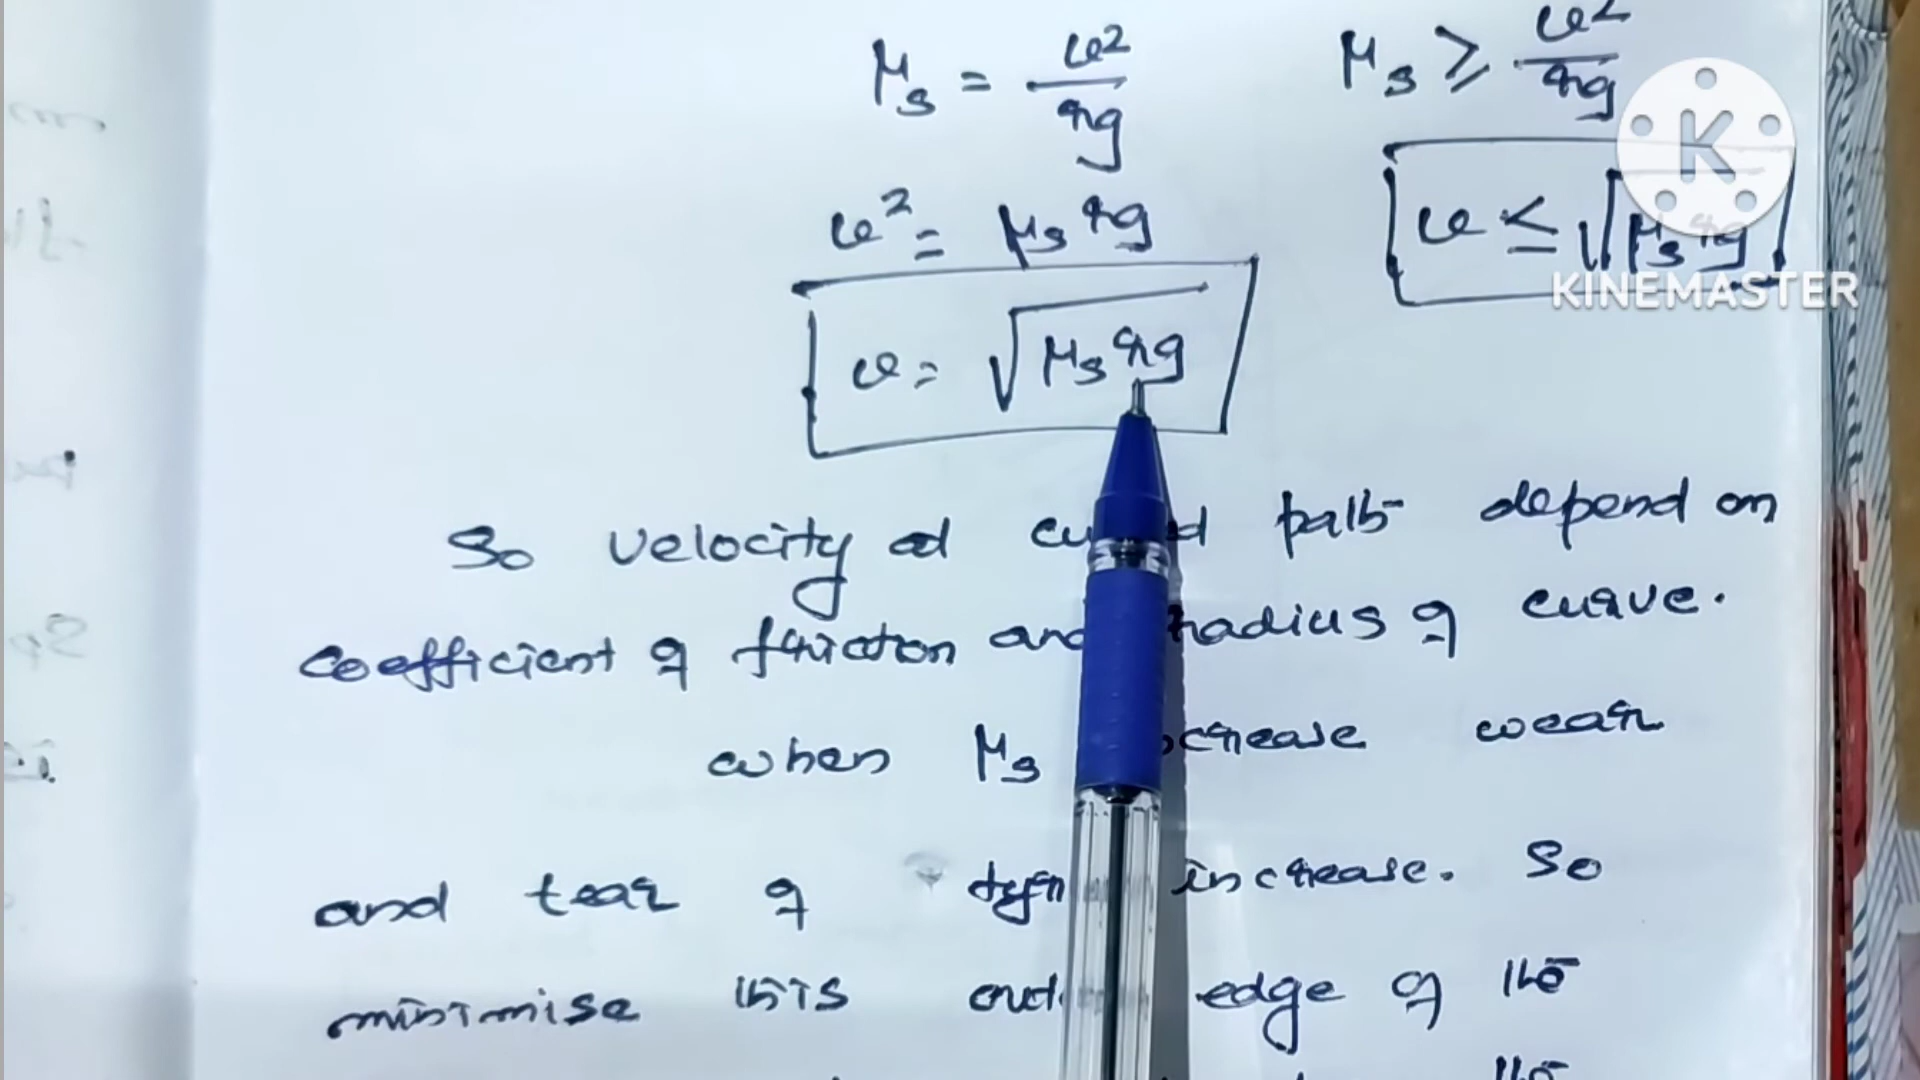 μs = v²/rg
μs ≥ v²/rg
v² = μs rg
v ≤ √μs rg
v = √μs rg
K
KINEMASTER
So velocity at path depend on
coefficient of friction and radius of curve.
when μs wear
and tear of increase. So
minimise this edge of the
the